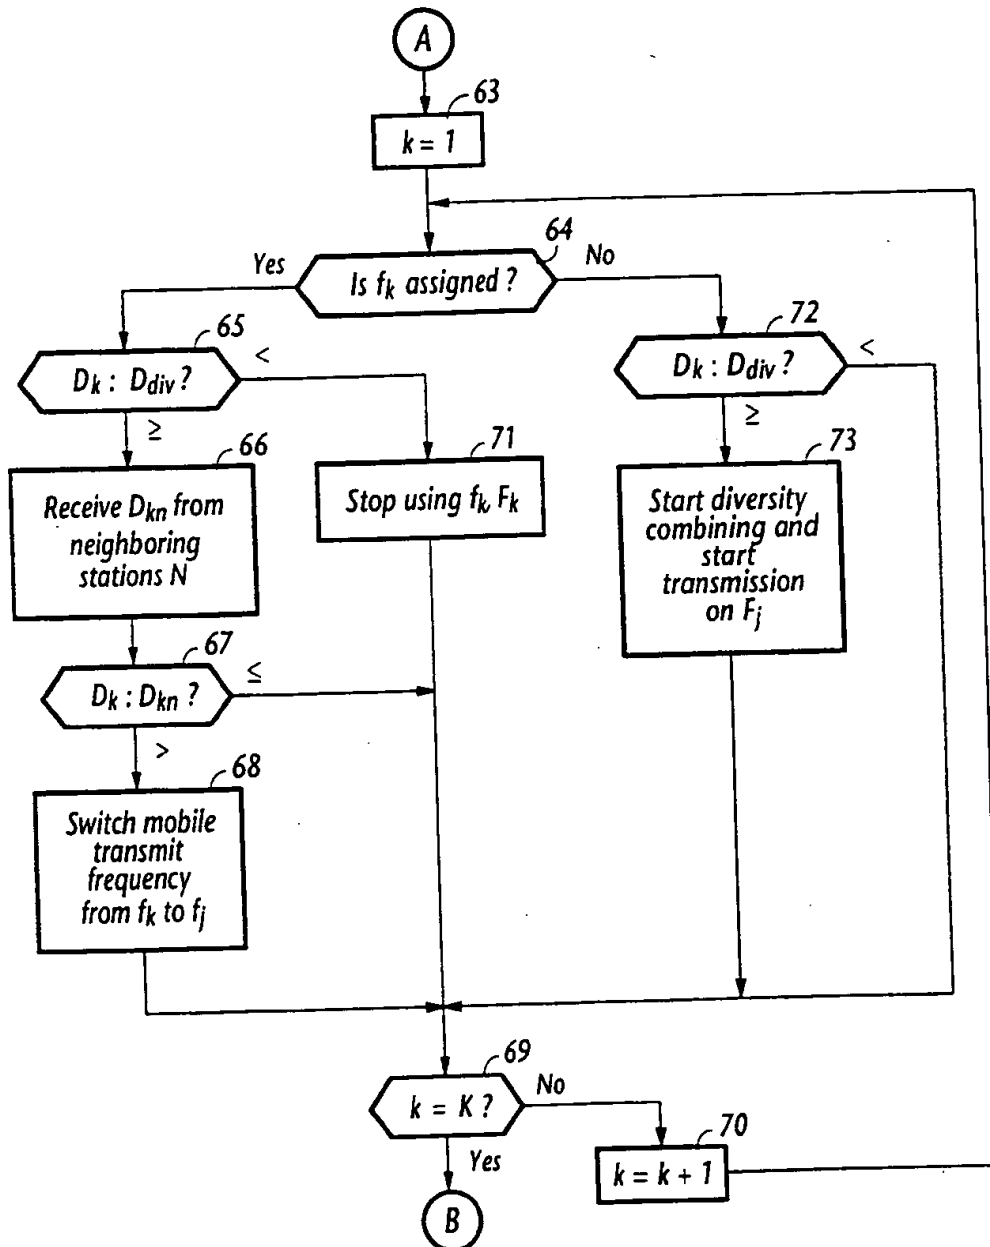 A
63
k = 1
64
Yes
Is fk assigned ?
No
65
Dk : Ddiv ?
<
≥
72
Dk : Ddiv ?
<
≥
66
Receive Dkn from
neighboring
stations N
71
Stop using fk, Fk
73
Start diversity
combining and
start
transmission
on Fj
67
Dk : Dkn ?
≤
>
68
Switch mobile
transmit
frequency
from fk to fj
69
k = K ?
No
Yes
70
k = k + 1
B